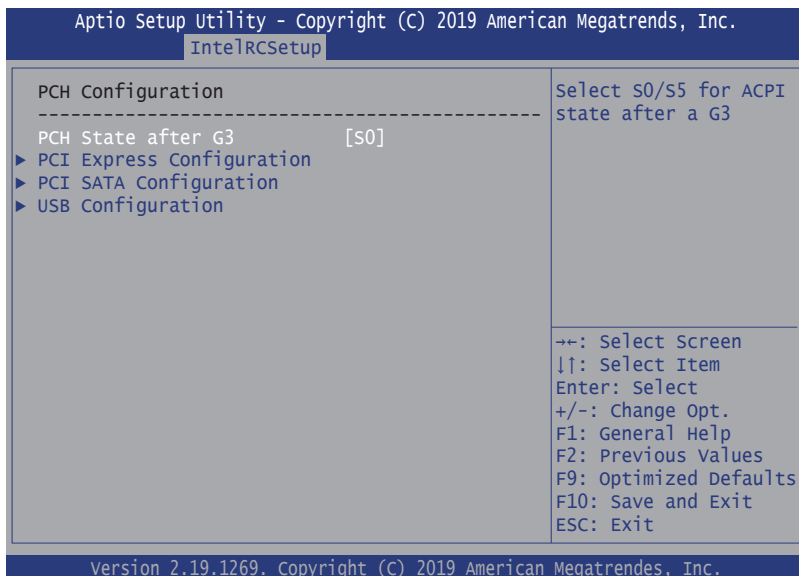 Aptio Setup Utility - Copyright (C) 2019 American Megatrends, Inc.
IntelRCSetup
PCH Configuration
-----------------------------------------------
PCH State after G3 [S0]
▶ PCI Express Configuration
▶ PCI SATA Configuration
▶ USB Configuration
Select S0/S5 for ACPI
state after a G3
→←: Select Screen
↓↑: Select Item
Enter: Select
+/-: Change Opt.
F1: General Help
F2: Previous Values
F9: Optimized Defaults
F10: Save and Exit
ESC: Exit
Version 2.19.1269. Copyright (C) 2019 American Megatrendes, Inc.